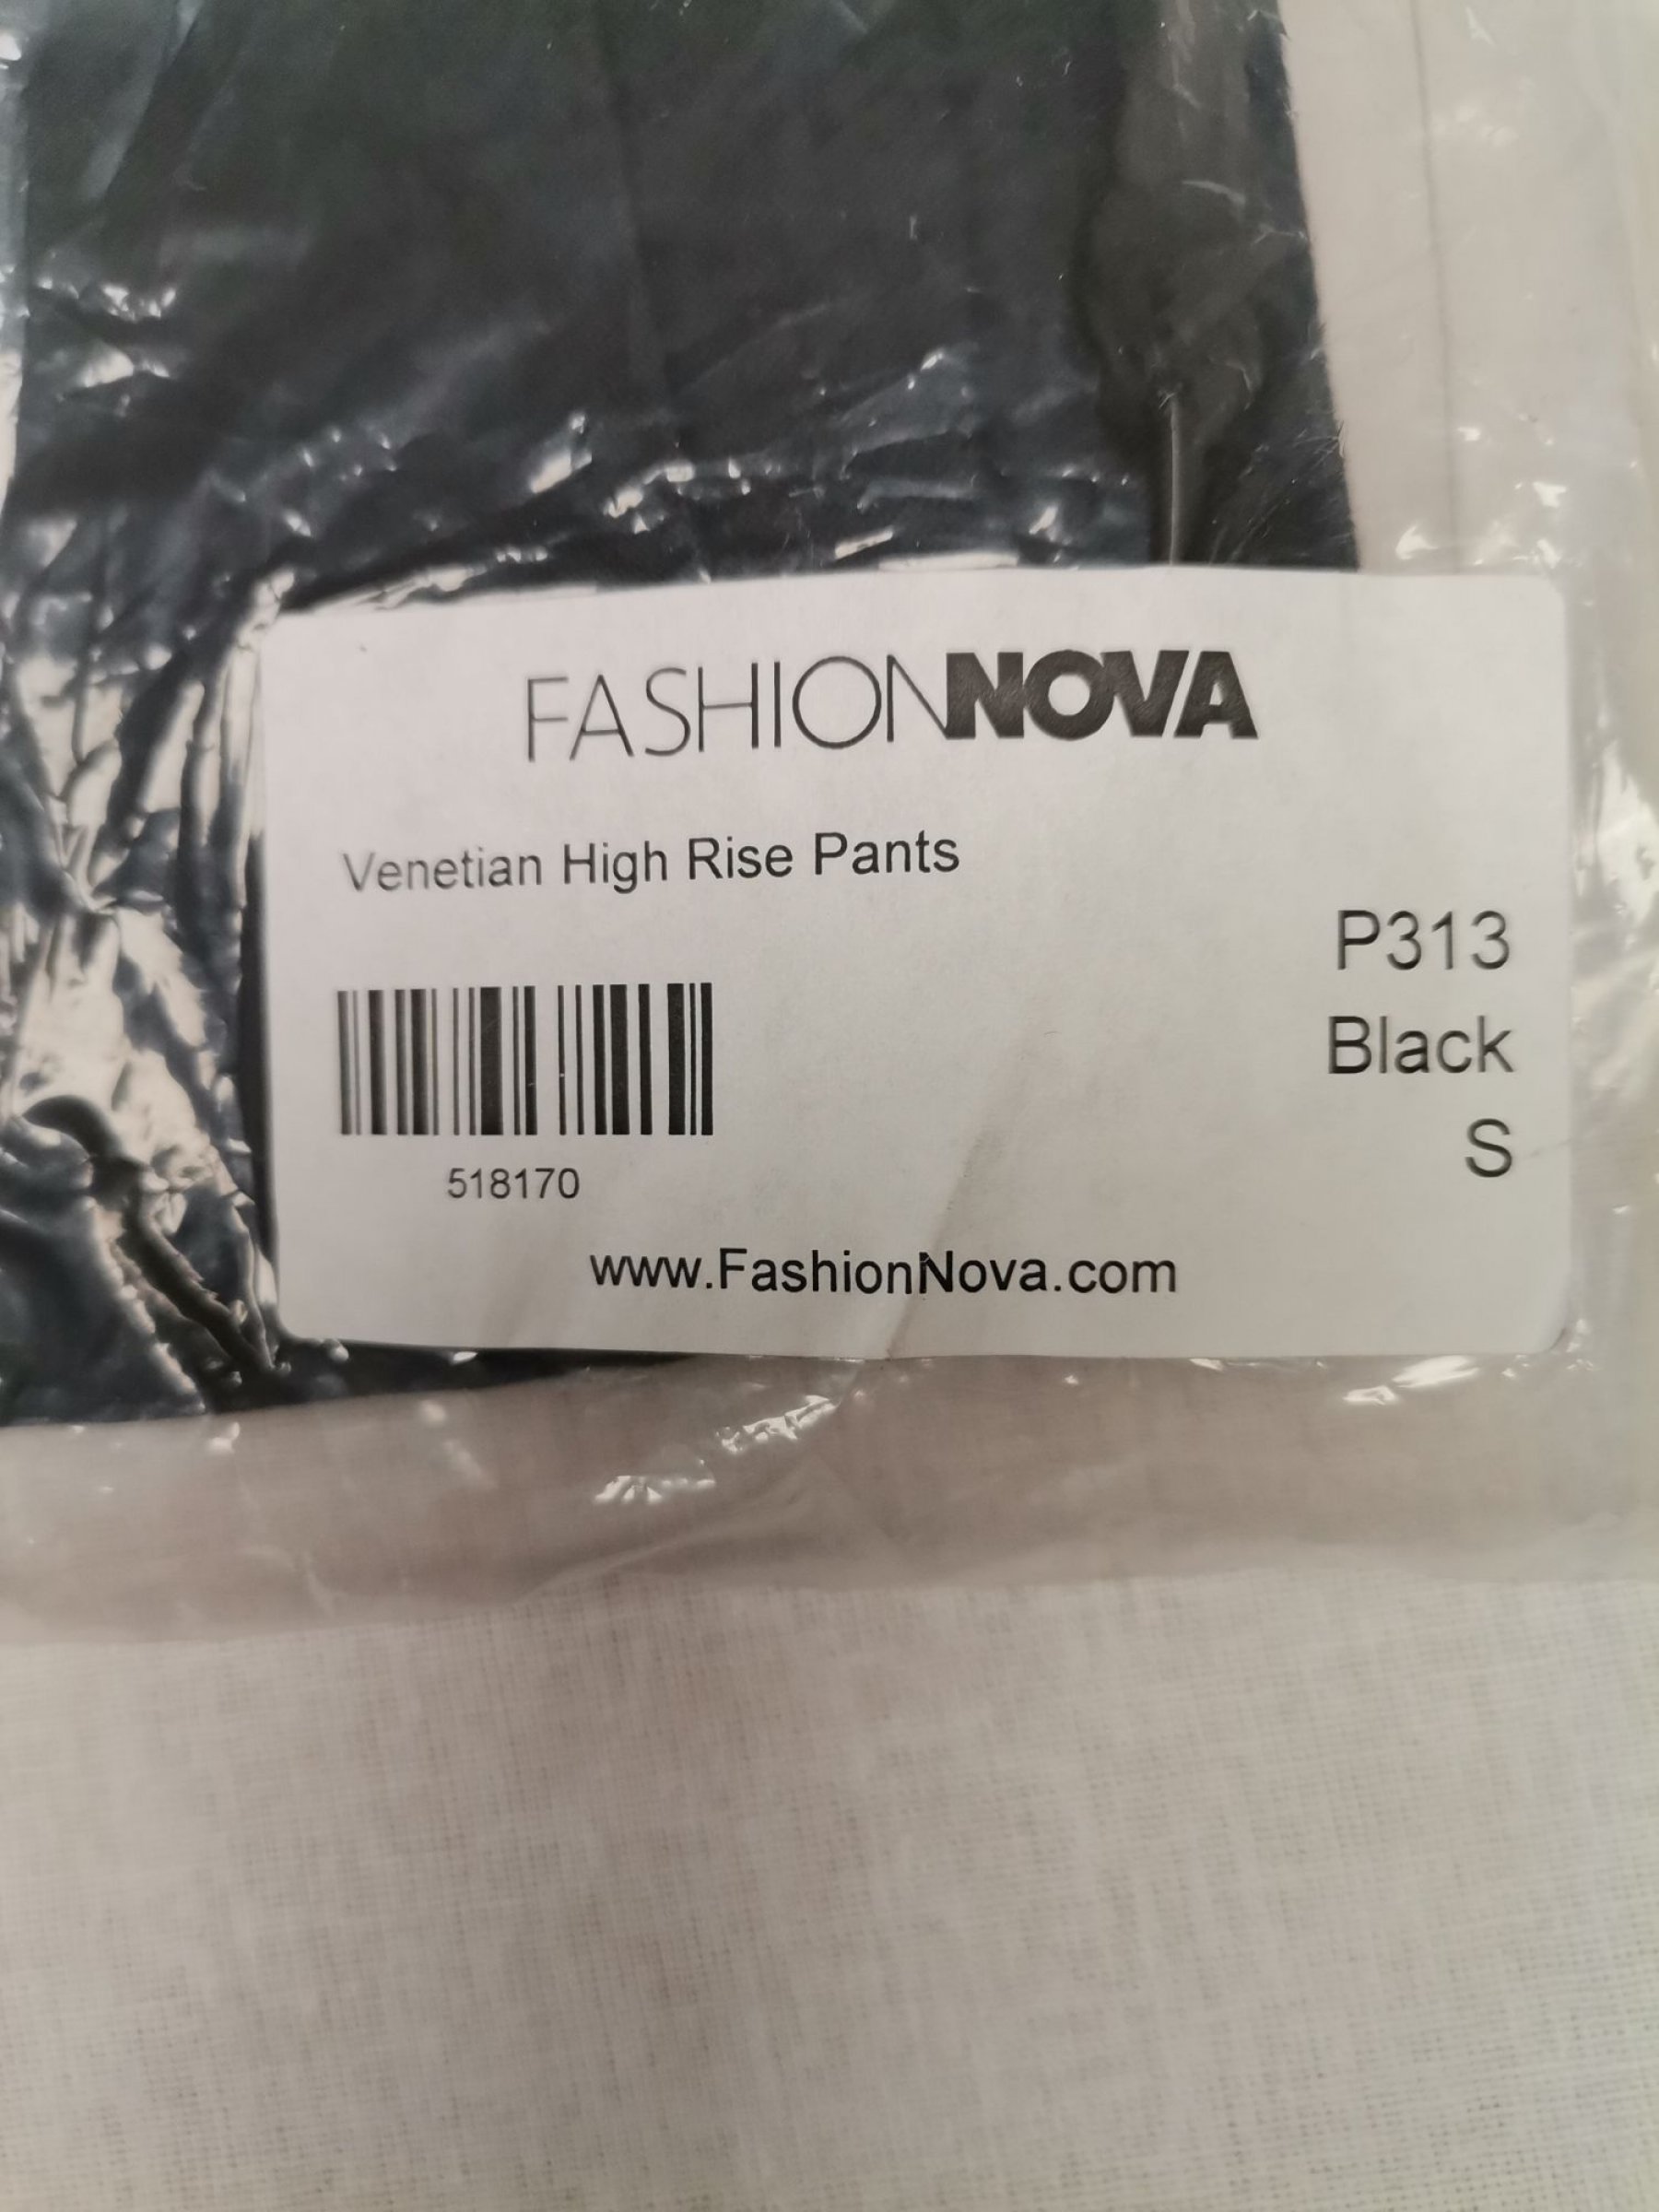 FASHIONNOVA
Venetian High Rise Pants
P313
Black
S
518170
www.FashionNova.com